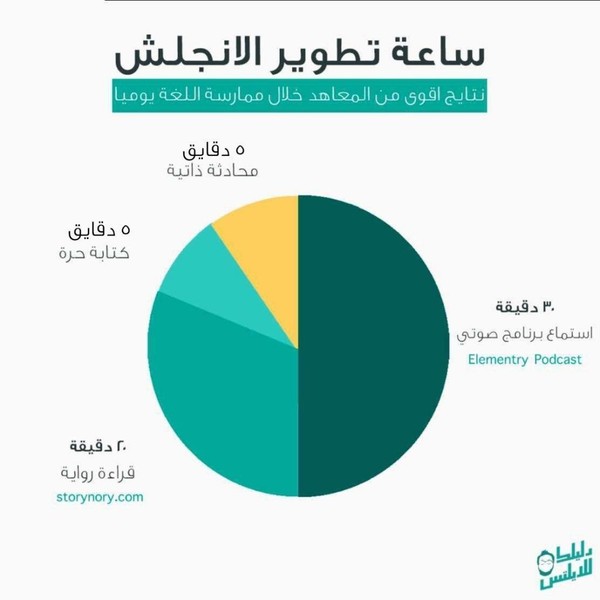 ساعة تطوير الانجلش
نتايج اقوى من المعاهد خلال ممارسة اللغة يوميا
٥ دقايق
محادثة ذاتية
٥ دقايق
كتابة حرة
٣٠ دقيقة
استماع برنامج صوتي
Elementry Podcast
٢٠ دقيقة
قراءة رواية
storynory.com
دليلك
للايلتس